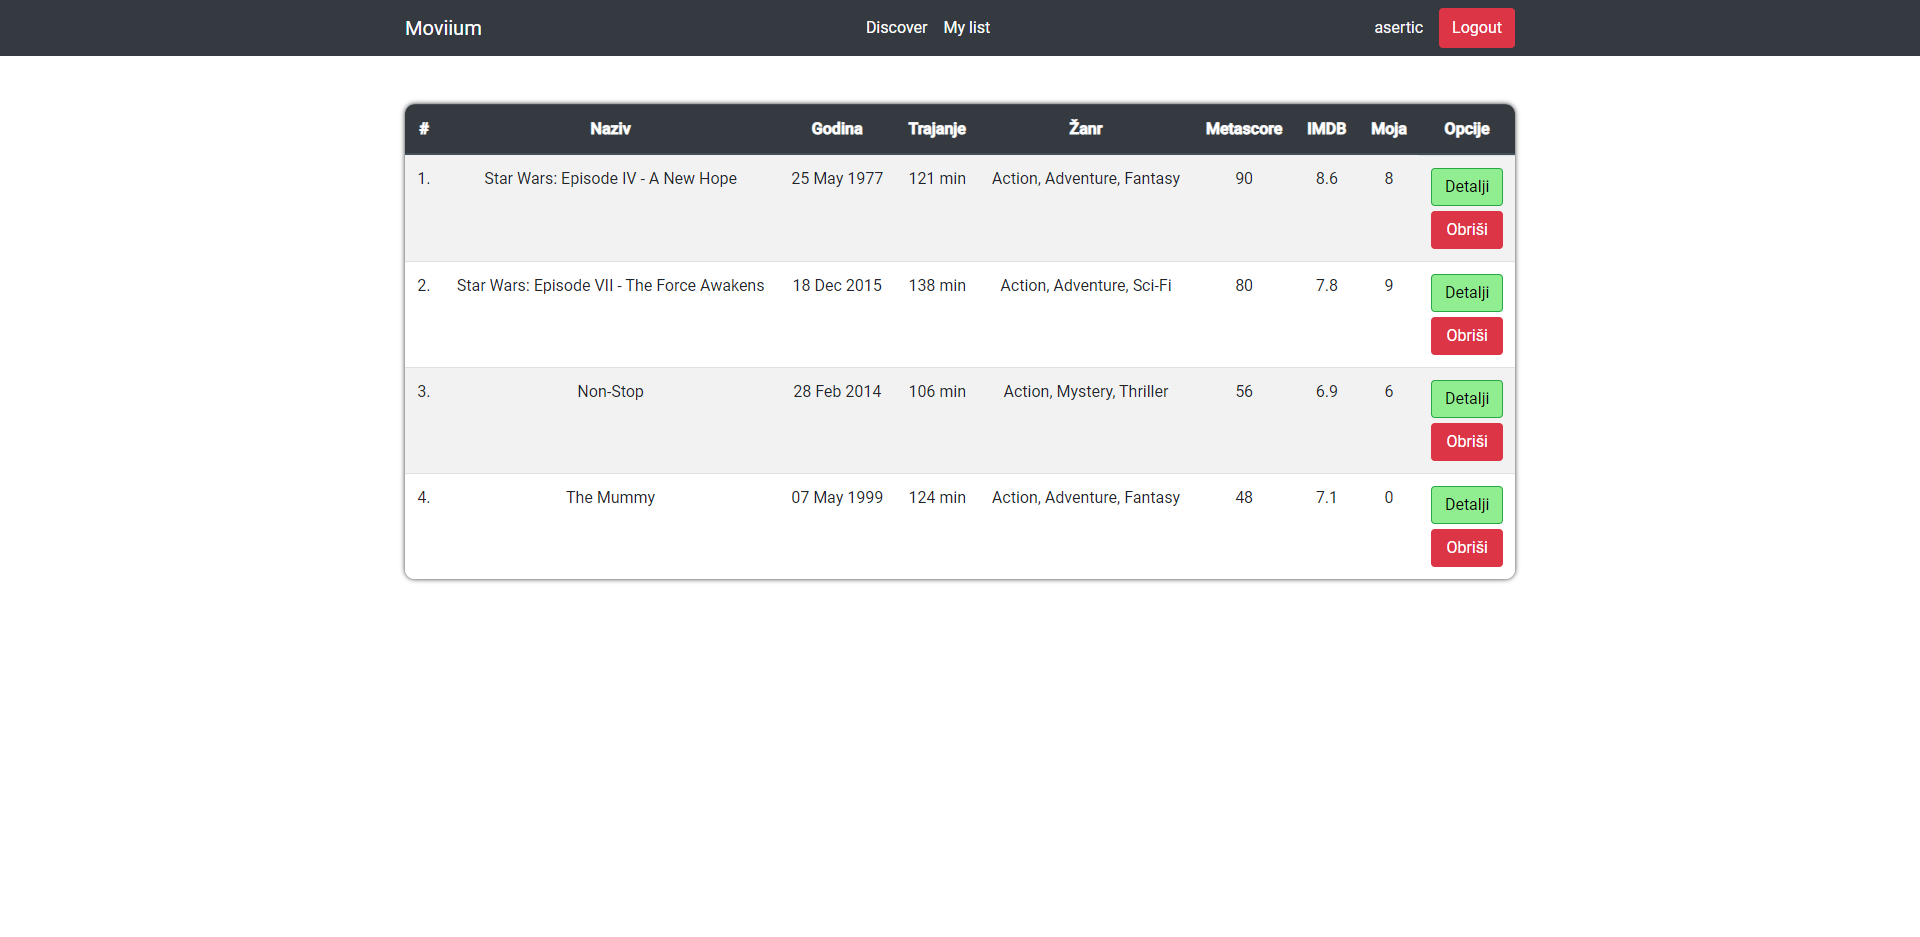 Moviium Discover My list asertic Logout
# Naziv Godina Trajanje Žanr Metascore IMDB Moja Opcije
1. Star Wars: Episode IV - A New Hope 25 May 1977 121 min Action, Adventure, Fantasy 90 8.6 8 Detalji
Obriši
2. Star Wars: Episode VII - The Force Awakens 18 Dec 2015 138 min Action, Adventure, Sci-Fi 80 7.8 9 Detalji
Obriši
3. Non-Stop 28 Feb 2014 106 min Action, Mystery, Thriller 56 6.9 6 Detalji
Obriši
4. The Mummy 07 May 1999 124 min Action, Adventure, Fantasy 48 7.1 0 Detalji
Obriši